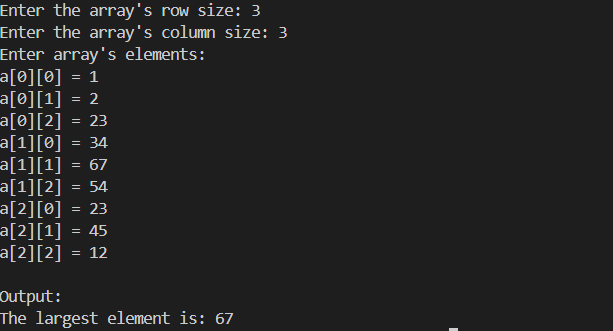 Enter the array's row size: 3
Enter the array's column size: 3
Enter array's elements:
a[0][0] = 1
a[0][1] = 2
a[0][2] = 23
a[1][0] = 34
a[1][1] = 67
a[1][2] = 54
a[2][0] = 23
a[2][1] = 45
a[2][2] = 12
Output:
The largest element is: 67